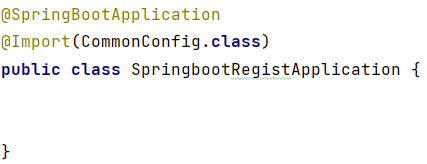 @SpringBootApplication
@Import(CommonConfig.class)
public class SpringbootRegistApplication {
}